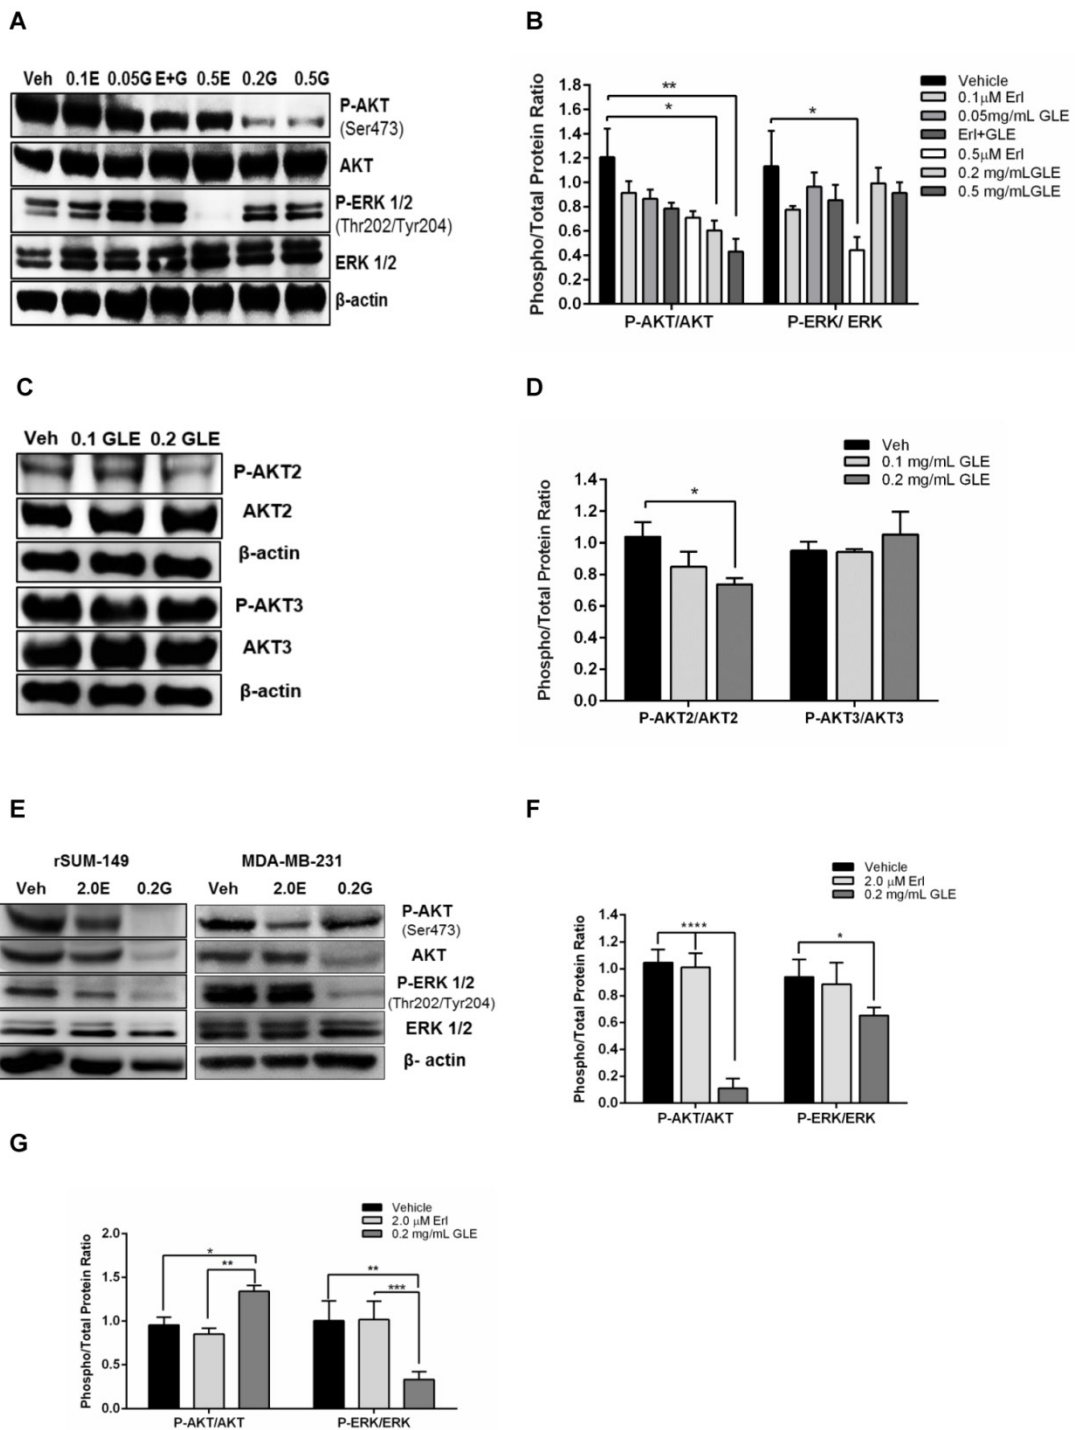 A
Veh 0.1E 0.05G E+G 0.5E 0.2G 0.5G
P-AKT
(Ser473)
AKT
P-ERK 1/2
(Thr202/Tyr204)
ERK 1/2
β-actin
B
Phospho/Total Protein Ratio
1.8
1.6
1.4
1.2
1.0
0.8
0.6
0.4
0.2
0.0
**
*
*
P-AKT/AKT P-ERK/ ERK
Vehicle
0.1µM Erl
0.05mg/mL GLE
Erl+GLE
0.5µM Erl
0.2 mg/mLGLE
0.5 mg/mLGLE
C
Veh 0.1 GLE 0.2 GLE
P-AKT2
AKT2
β-actin
P-AKT3
AKT3
β-actin
D
Veh
0.1 mg/mL GLE
0.2 mg/mL GLE
Phospho/Total Protein Ratio
1.4
1.2
1.0
0.8
0.6
0.4
0.2
0.0
*
P-AKT2/AKT2 P-AKT3/AKT3
E
rSUM-149 MDA-MB-231
Veh 2.0E 0.2G Veh 2.0E 0.2G
P-AKT
(Ser473)
AKT
P-ERK 1/2
(Thr202/Tyr204)
ERK 1/2
β- actin
F
Vehicle
2.0 µM Erl
0.2 mg/mL GLE
Phospho/Total Protein Ratio
1.4
1.2
1.0
0.8
0.6
0.4
0.2
0.0
****
*
P-AKT/AKT P-ERK/ERK
G
Vehicle
2.0 µM Erl
0.2 mg/mL GLE
Phospho/Total Protein Ratio
2.0
1.5
1.0
0.5
0.0
*
**
**
***
P-AKT/AKT P-ERK/ERK